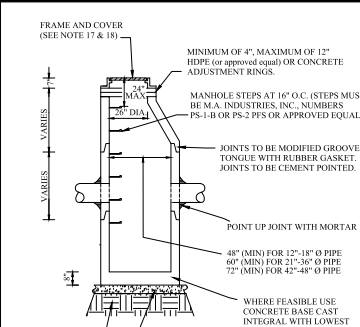 FRAME AND COVER
(SEE NOTE 17 & 18)
MINIMUM OF 4", MAXIMUM OF 12"
HDPE (or approved equal) OR CONCRETE
ADJUSTMENT RINGS.
7"
24"
MAX
26" DIA.
MANHOLE STEPS AT 16" O.C. (STEPS MUS
BE M.A. INDUSTRIES, INC., NUMBERS
PS-1-B OR PS-2 PFS OR APPROVED EQUAL
VARIES
JOINTS TO BE MODIFIED GROOVE
TONGUE WITH RUBBER GASKET.
JOINTS TO BE CEMENT POINTED.
VARIES
POINT UP JOINT WITH MORTAR
48" (MIN) FOR 12"-18" Ø PIPE
60" (MIN) FOR 21"-36" Ø PIPE
72" (MIN) FOR 42"-48" Ø PIPE
8"
WHERE FEASIBLE USE
CONCRETE BASE CAST
INTEGRAL WITH LOWEST